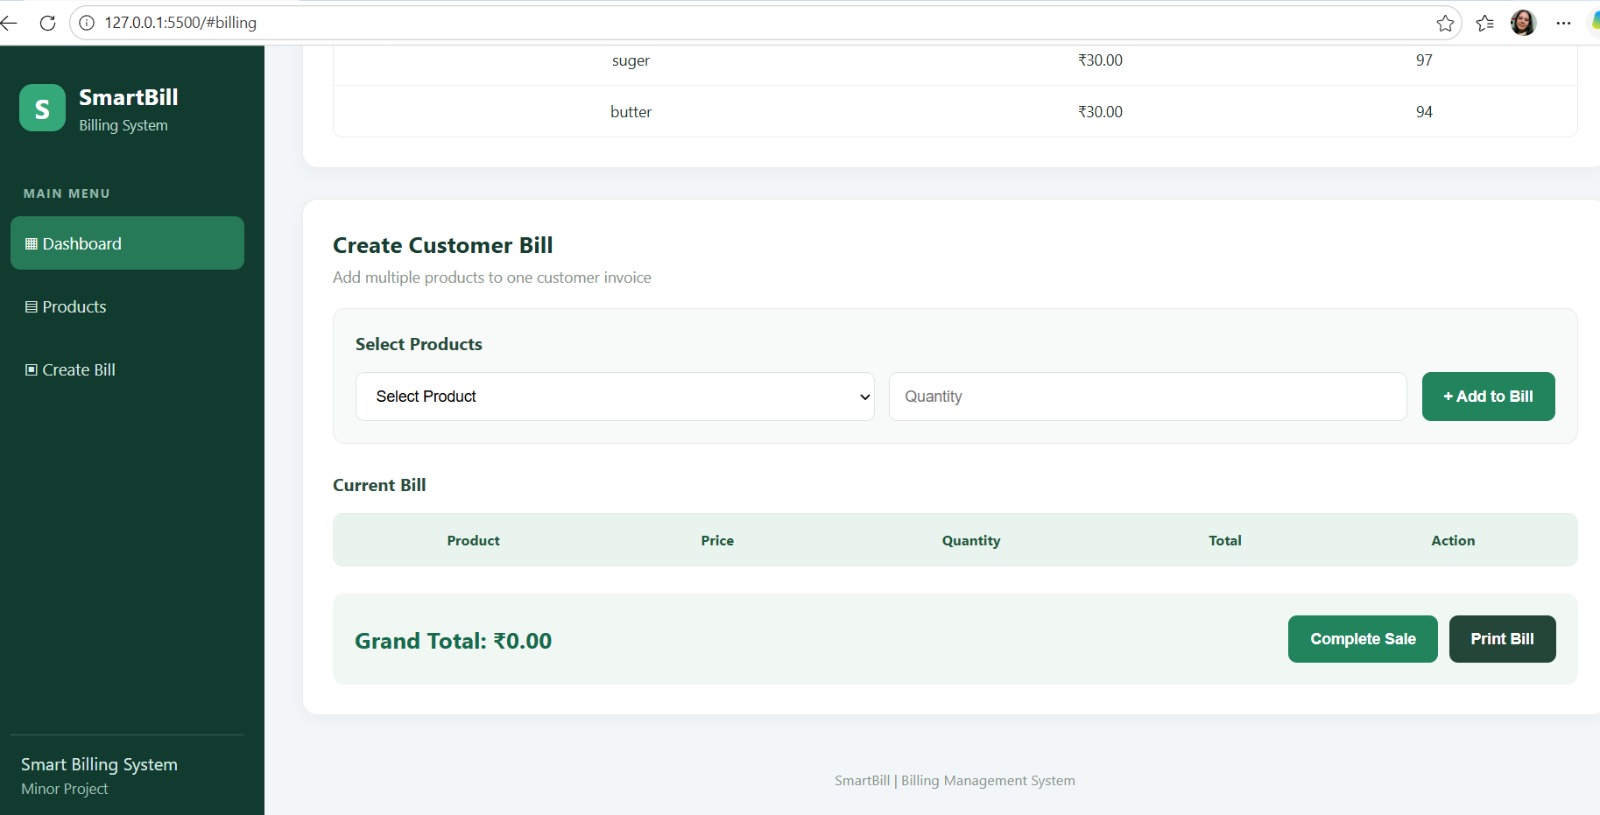 127.0.0.1:5500/#billing
S
SmartBill
Billing System
MAIN MENU
Dashboard
Products
Create Bill
Smart Billing System
Minor Project
suger ₹30.00 97
butter ₹30.00 94
Create Customer Bill
Add multiple products to one customer invoice
Select Products
Select Product Quantity + Add to Bill
Current Bill
Product Price Quantity Total Action
Grand Total: ₹0.00 Complete Sale Print Bill
SmartBill | Billing Management System